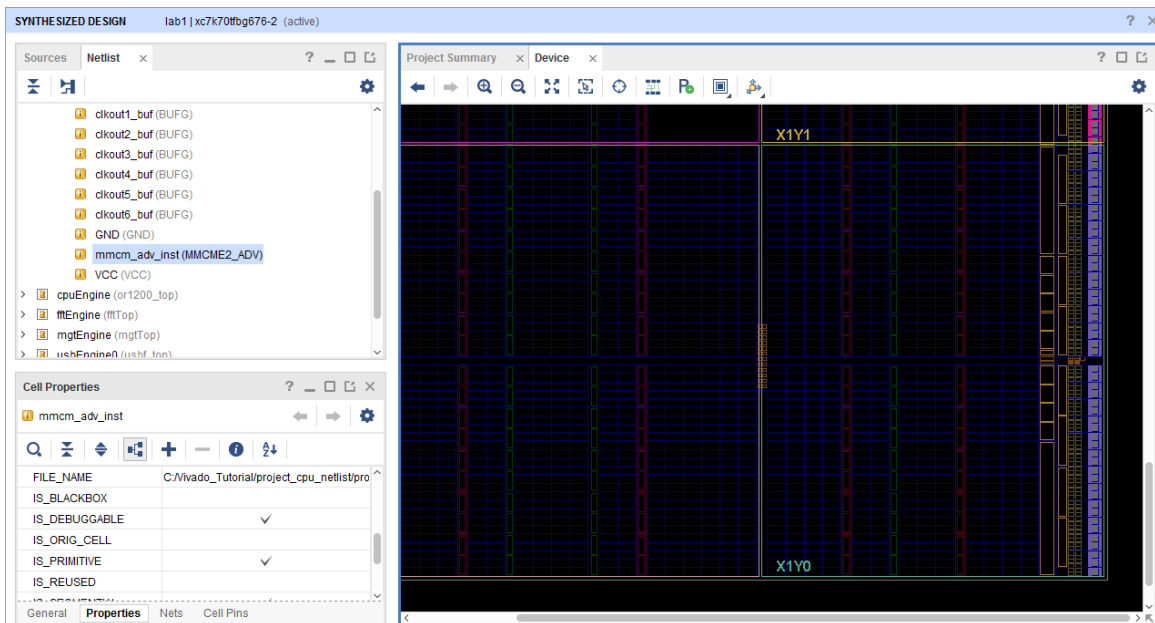 SYNTHESIZED DESIGN lab1 | xc7k70tfbg676-2 (active)
Sources Netlist
clkout1_buf (BUFG)
clkout2_buf (BUFG)
clkout3_buf (BUFG)
clkout4_buf (BUFG)
clkout5_buf (BUFG)
clkout6_buf (BUFG)
GND (GND)
mmcm_adv_inst (MMCME2_ADV)
VCC (VCC)
cpuEngine (or1200_top)
fftEngine (fftTop)
mgtEngine (mgtTop)
usbEngine0 (usbf_top)
Cell Properties
mmcm_adv_inst
FILE_NAME C:/Vivado_Tutorial/project_cpu_netlist/pro
IS_BLACKBOX
IS_DEBUGGABLE
IS_ORIG_CELL
IS_PRIMITIVE
IS_REUSED
General Properties Nets Cell Pins
Project Summary Device
X1Y1
X1Y0